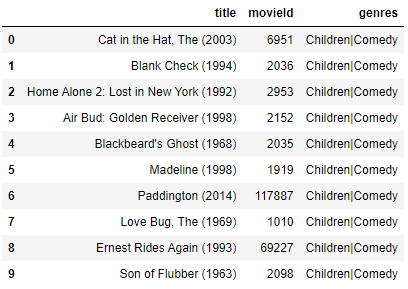 title movieId genres
0 Cat in the Hat, The (2003) 6951 Children|Comedy
1 Blank Check (1994) 2036 Children|Comedy
2 Home Alone 2: Lost in New York (1992) 2953 Children|Comedy
3 Air Bud: Golden Receiver (1998) 2152 Children|Comedy
4 Blackbeard's Ghost (1968) 2035 Children|Comedy
5 Madeline (1998) 1919 Children|Comedy
6 Paddington (2014) 117887 Children|Comedy
7 Love Bug, The (1969) 1010 Children|Comedy
8 Ernest Rides Again (1993) 69227 Children|Comedy
9 Son of Flubber (1963) 2098 Children|Comedy